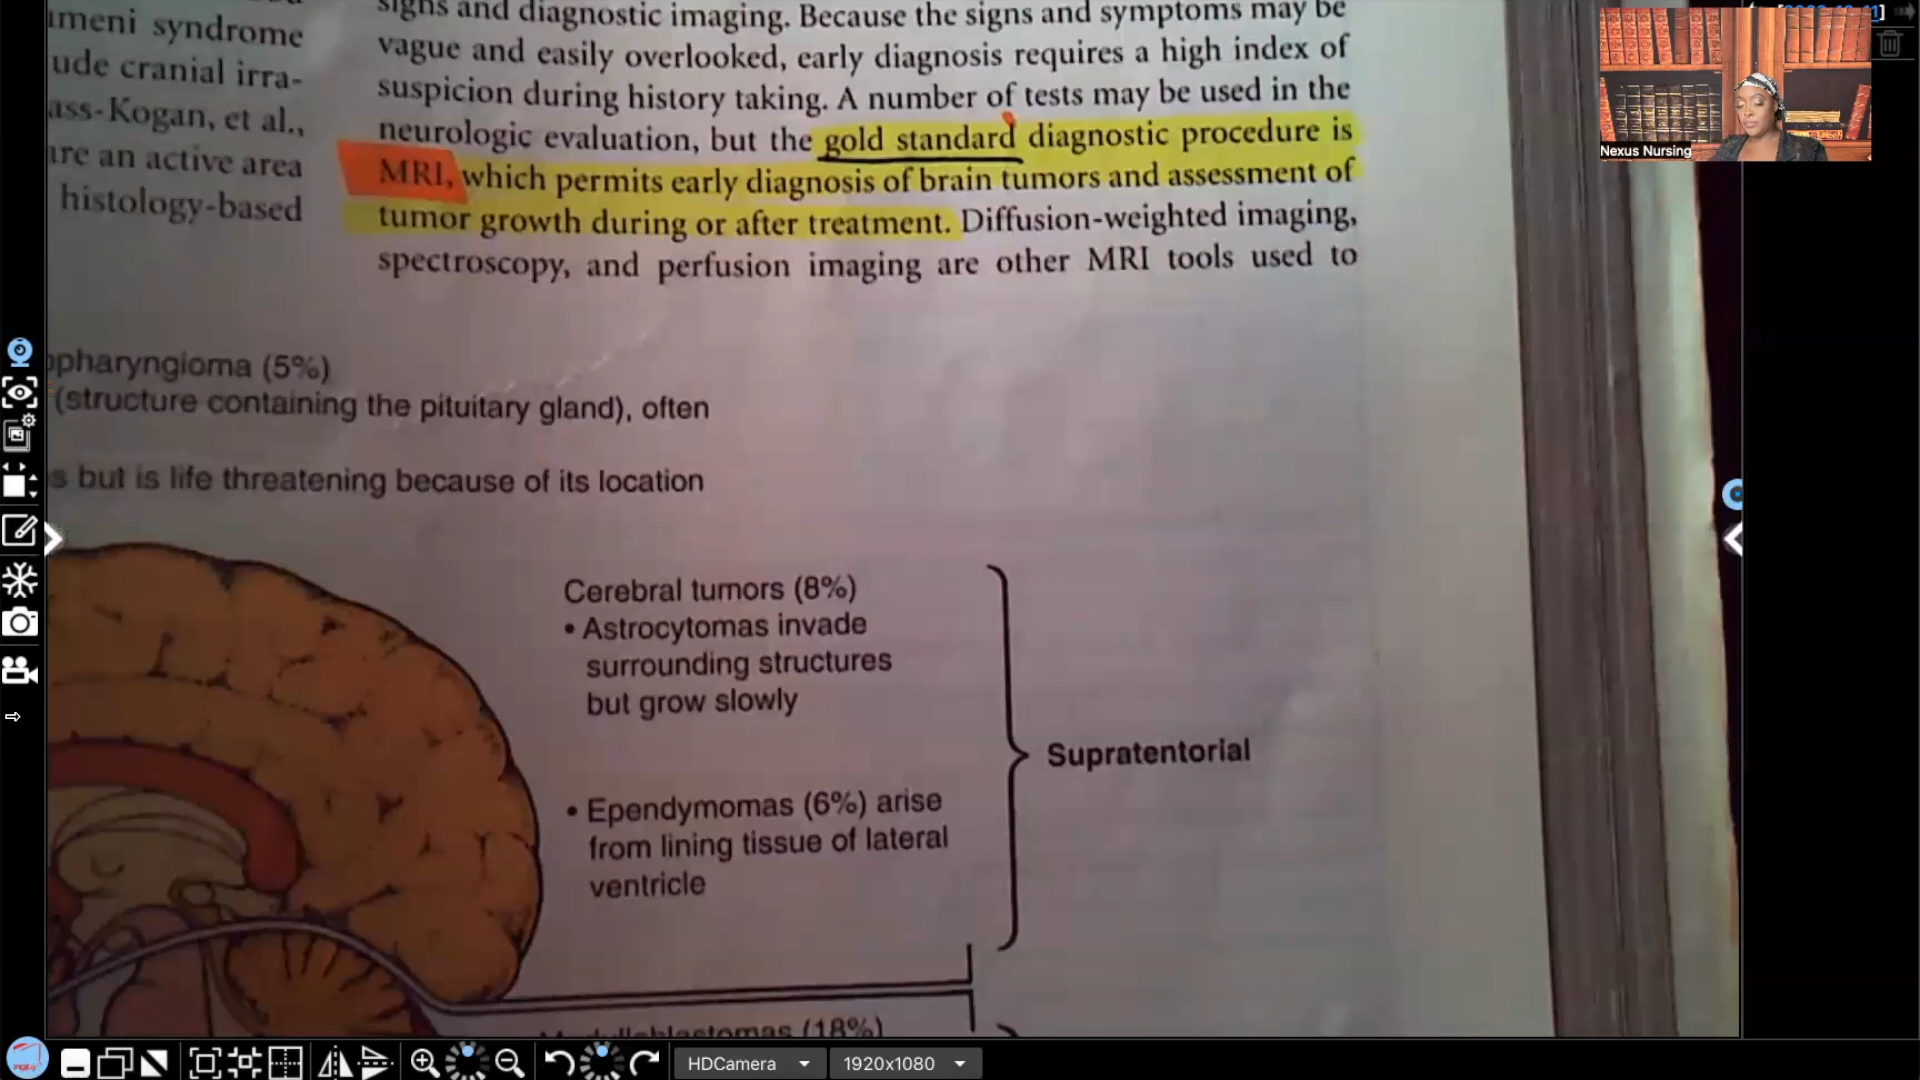 meni syndrome
ude cranial irra-
ass-Kogan, et al.,
are an active area
histology-based
signs and diagnostic imaging. Because the signs and symptoms may be
vague and easily overlooked, early diagnosis requires a high index of
suspicion during history taking. A number of tests may be used in the
neurologic evaluation, but the gold standard diagnostic procedure is
MRI, which permits early diagnosis of brain tumors and assessment of
tumor growth during or after treatment. Diffusion-weighted imaging,
spectroscopy, and perfusion imaging are other MRI tools used to
opharyngioma (5%)
(structure containing the pituitary gland), often
s but is life threatening because of its location
Cerebral tumors (8%)
• Astrocytomas invade
surrounding structures
but grow slowly
Supratentorial
• Ependymomas (6%) arise
from lining tissue of lateral
ventricle
(18%)
Nexus Nursing
HDCamera
1920x1080